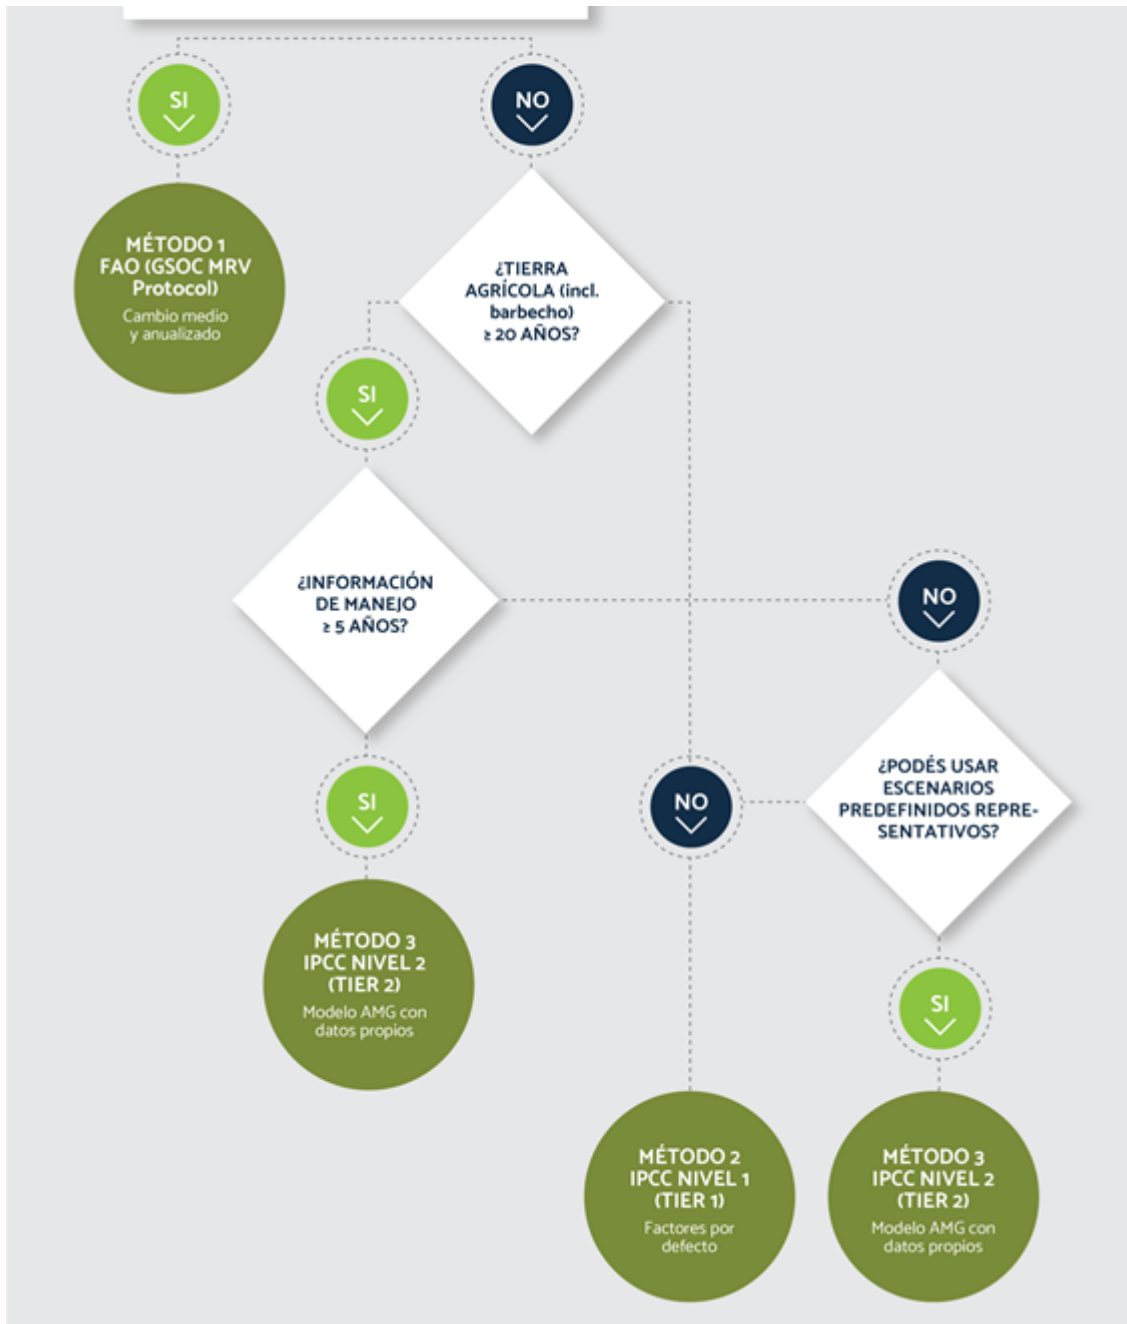 SI
NO
MÉTODO 1
FAO (GSOC MRV
Protocol)
Cambio medio
y anualizado
¿TIERRA
AGRÍCOLA (incl.
barbecho)
≥ 20 AÑOS?
SI
¿INFORMACIÓN
DE MANEJO
≥ 5 AÑOS?
NO
¿PODÉS USAR
ESCENARIOS
PREDEFINIDOS REPRE-
SENTATIVOS?
SI
NO
MÉTODO 3
IPCC NIVEL 2
(TIER 2)
Modelo AMG con
datos propios
SI
MÉTODO 2
IPCC NIVEL 1
(TIER 1)
Factores por
defecto
MÉTODO 3
IPCC NIVEL 2
(TIER 2)
Modelo AMG con
datos propios